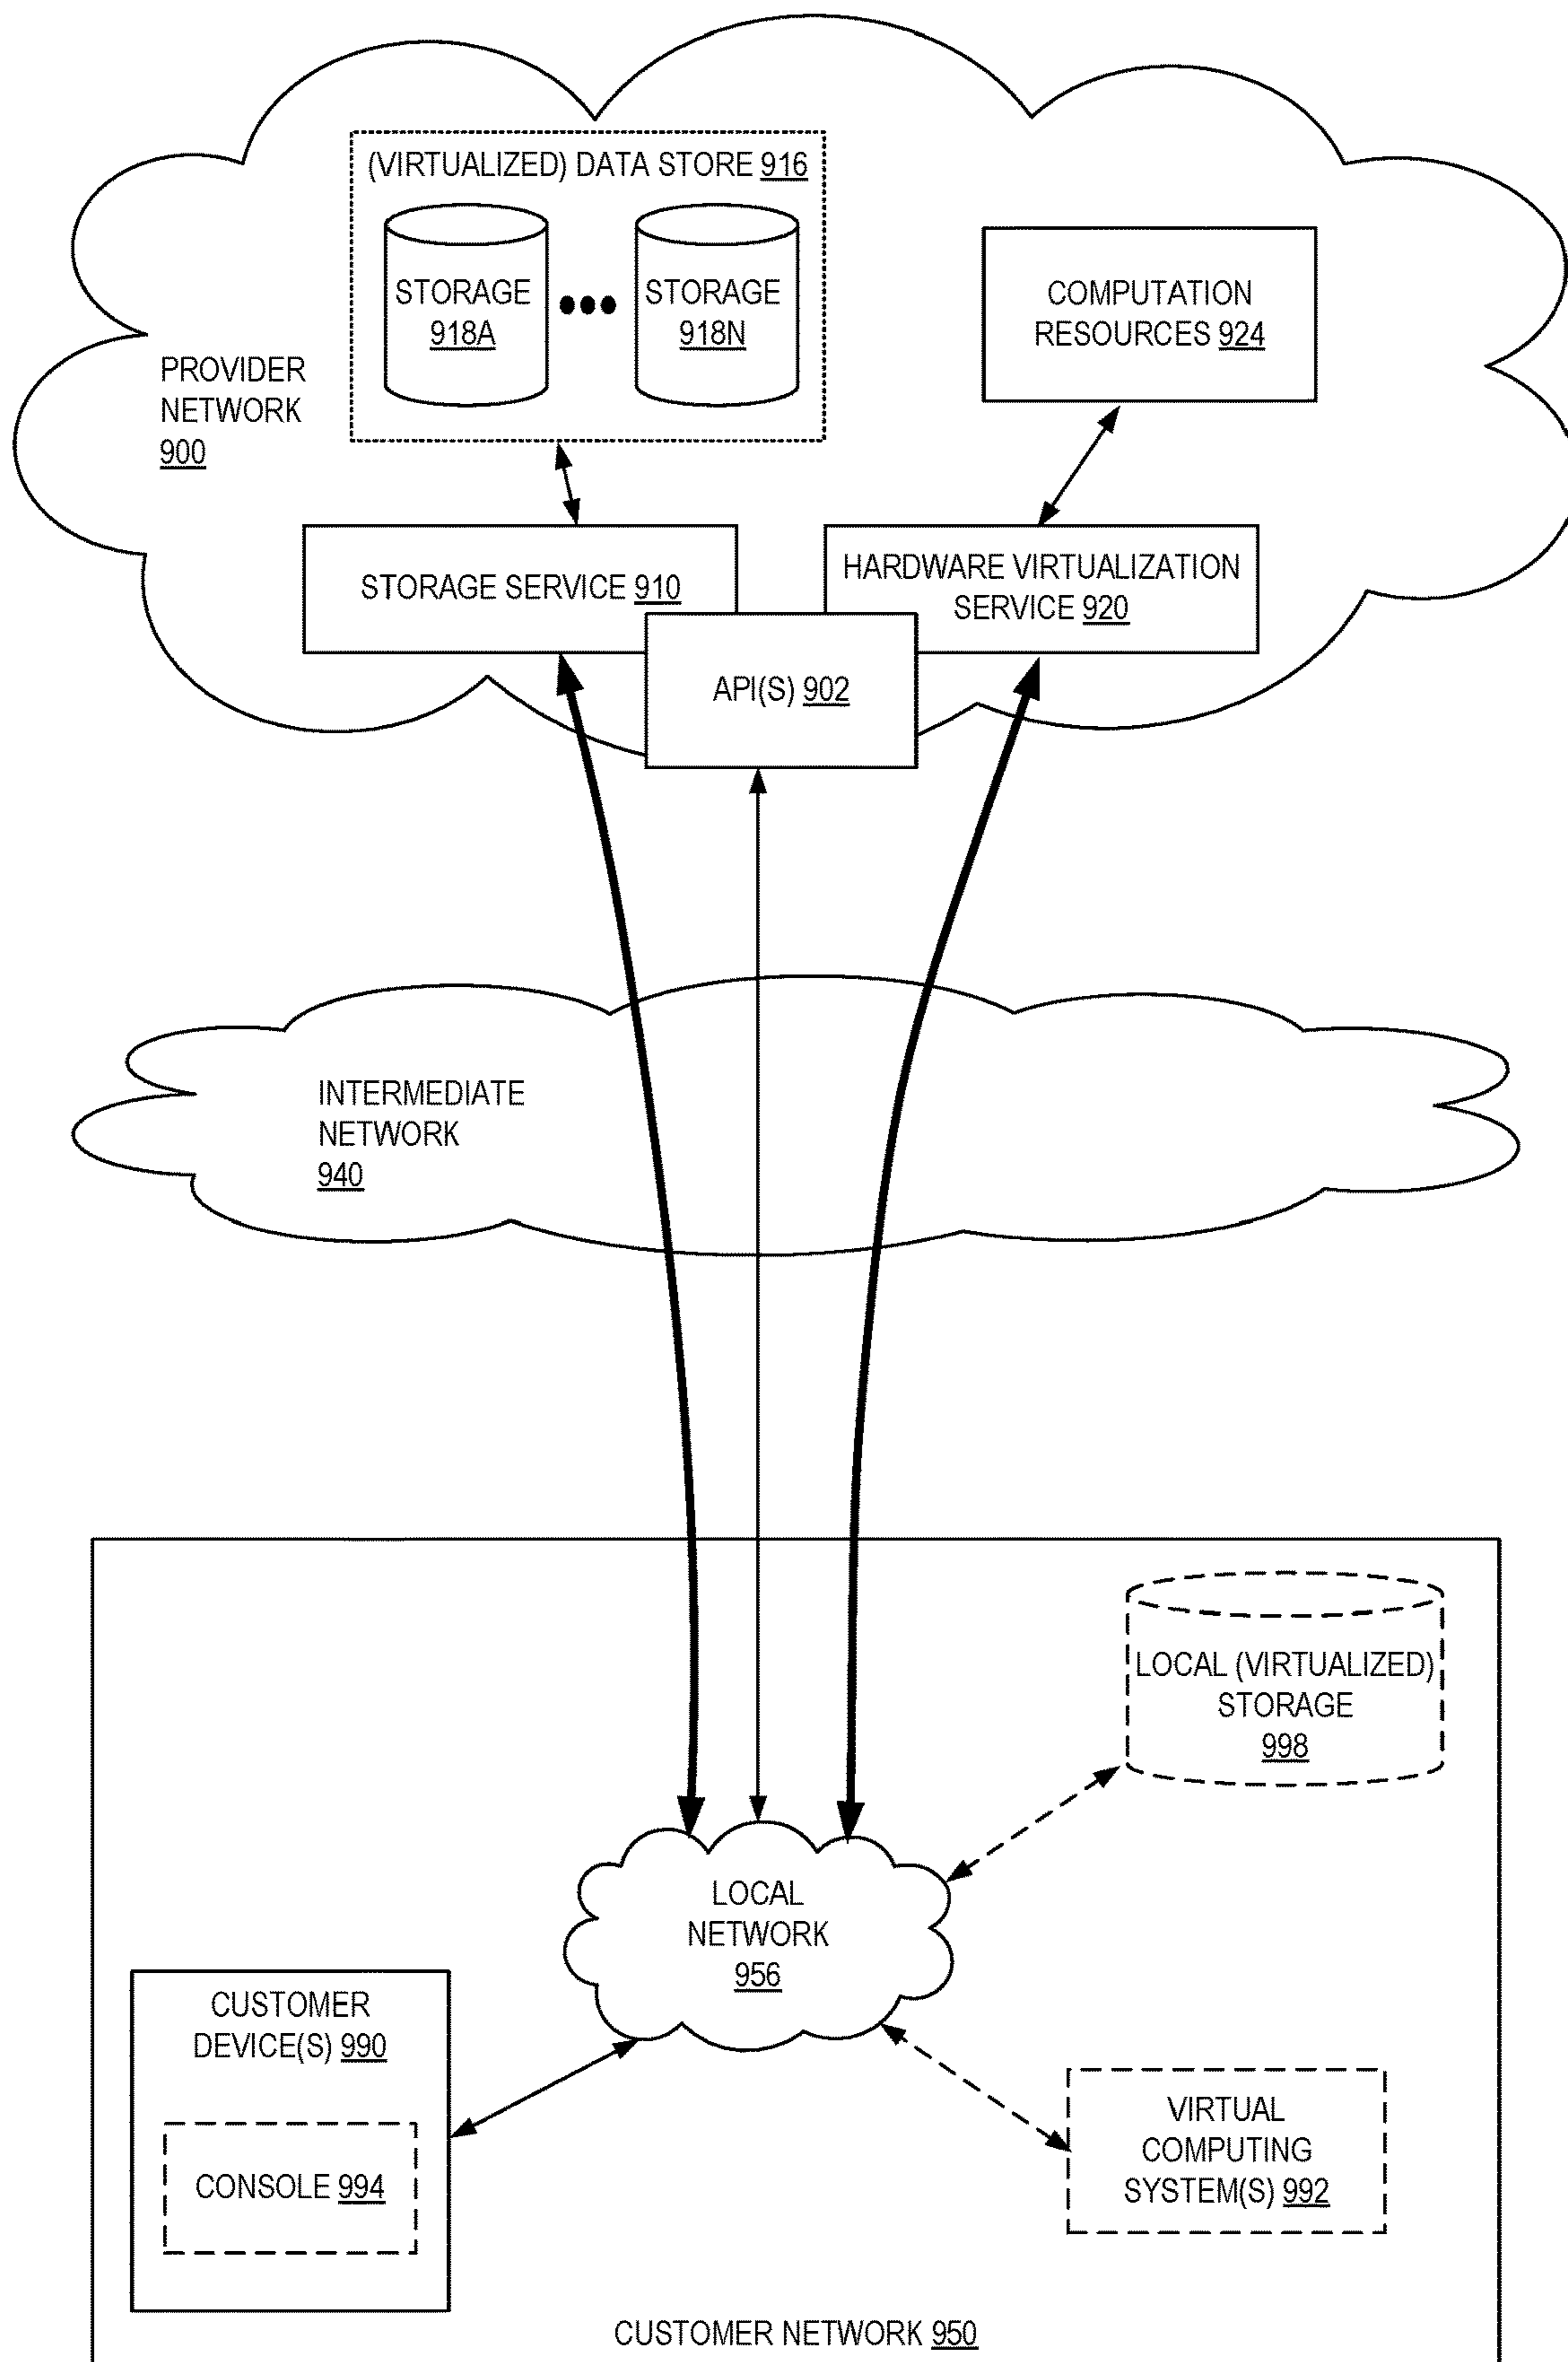 (VIRTUALIZED) DATA STORE 916
STORAGE
918A
STORAGE
918N
COMPUTATION
RESOURCES 924
PROVIDER
NETWORK
900
STORAGE SERVICE 910
HARDWARE VIRTUALIZATION
SERVICE 920
API(S) 902
INTERMEDIATE
NETWORK
940
LOCAL (VIRTUALIZED)
STORAGE
998
LOCAL
NETWORK
956
CUSTOMER
DEVICE(S) 990
CONSOLE 994
VIRTUAL
COMPUTING
SYSTEM(S) 992
CUSTOMER NETWORK 950